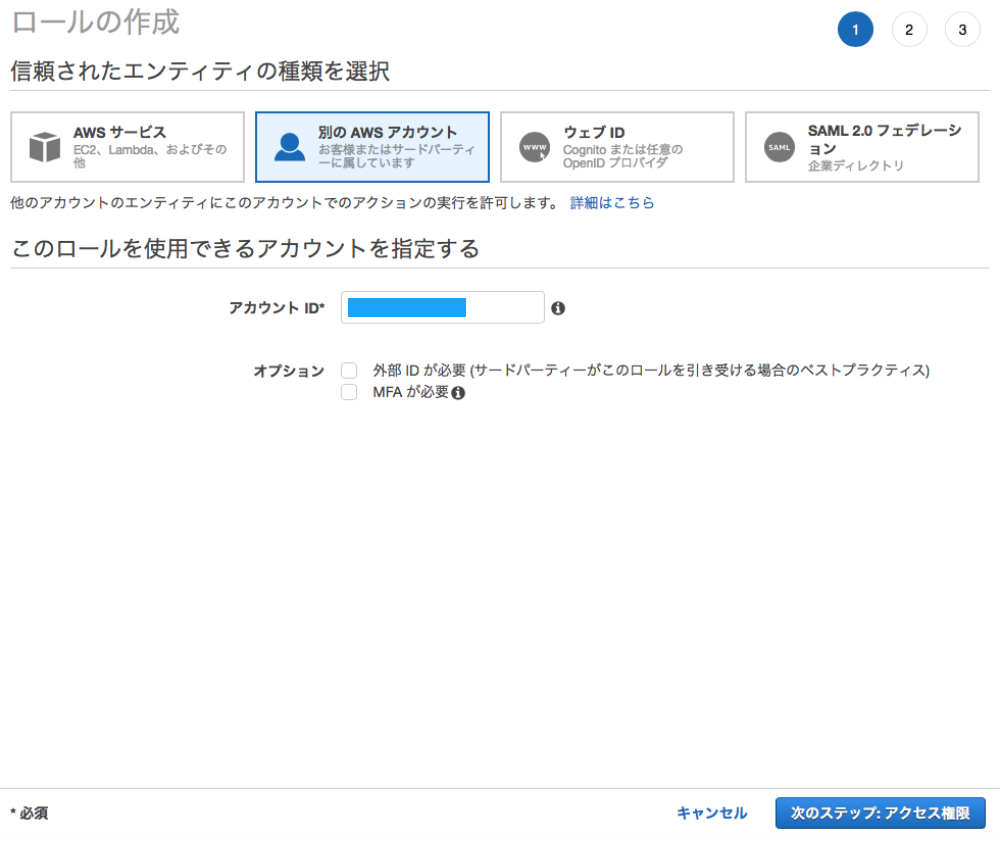 ロールの作成
1 2 3
信頼されたエンティティの種類を選択
AWS サービス
EC2、Lambda、およびその
他
別の AWS アカウント
お客様またはサードパーティ
ーに属しています
www
ウェブ ID
Cognito または任意の
OpenID プロバイダ
SAML
SAML 2.0 フェデレーシ
ョン
企業ディレクトリ
他のアカウントのエンティティにこのアカウントでのアクションの実行を許可します。 詳細はこちら
このロールを使用できるアカウントを指定する
アカウント ID*
オプション
外部 ID が必要 (サードパーティーがこのロールを引き受ける場合のベストプラクティス)
MFA が必要
* 必須
キャンセル
次のステップ: アクセス権限